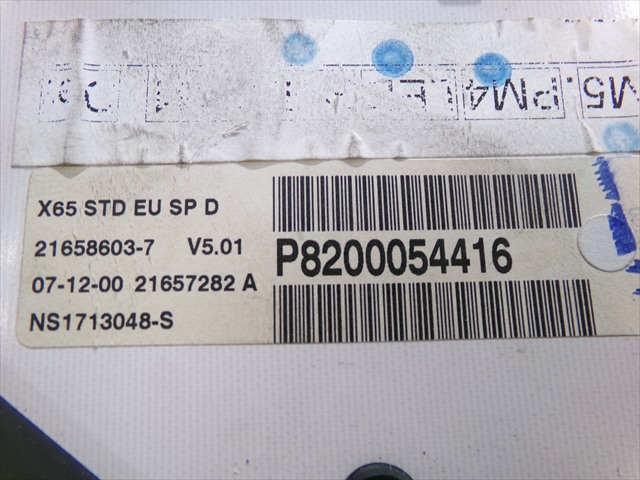 X65 STD EU SP D
21658603-7 V5.01
07-12-00 21657282 A
NS1713048-S
P8200054416